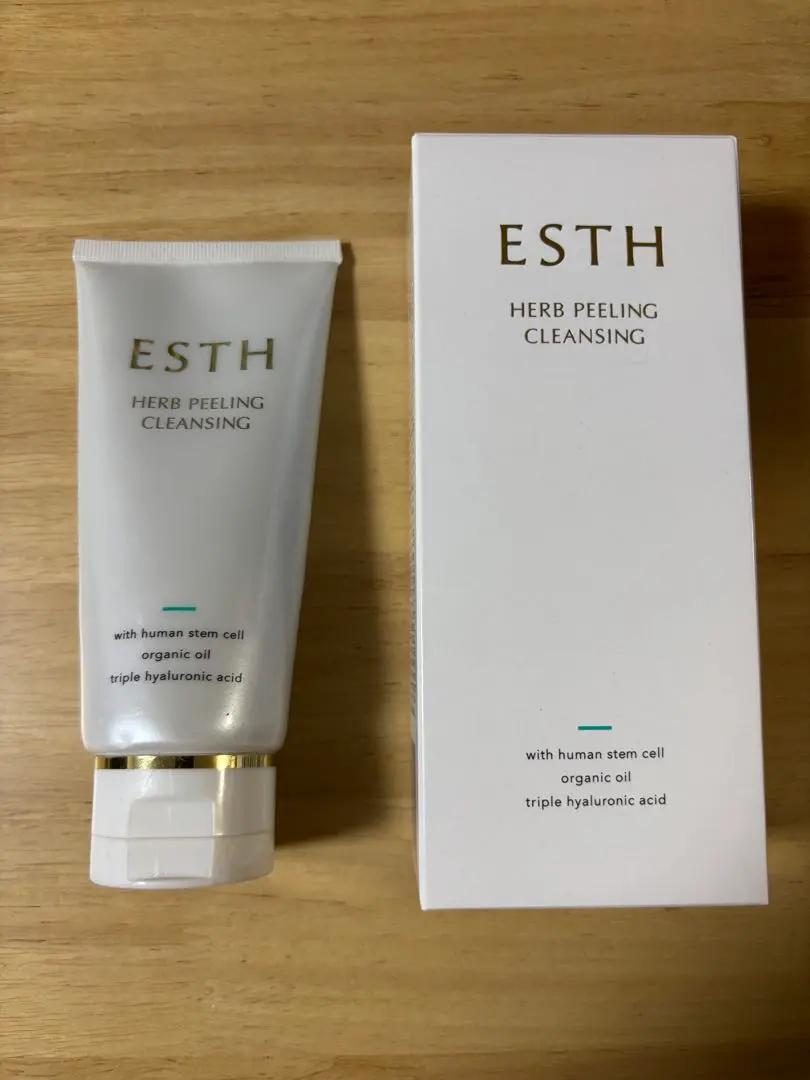 ESTH
HERB PEELING
CLEANSING
with human stem cell
organic oil
triple hyaluronic acid
ESTH
HERB PEELING
CLEANSING
with human stem cell
organic oil
triple hyaluronic acid